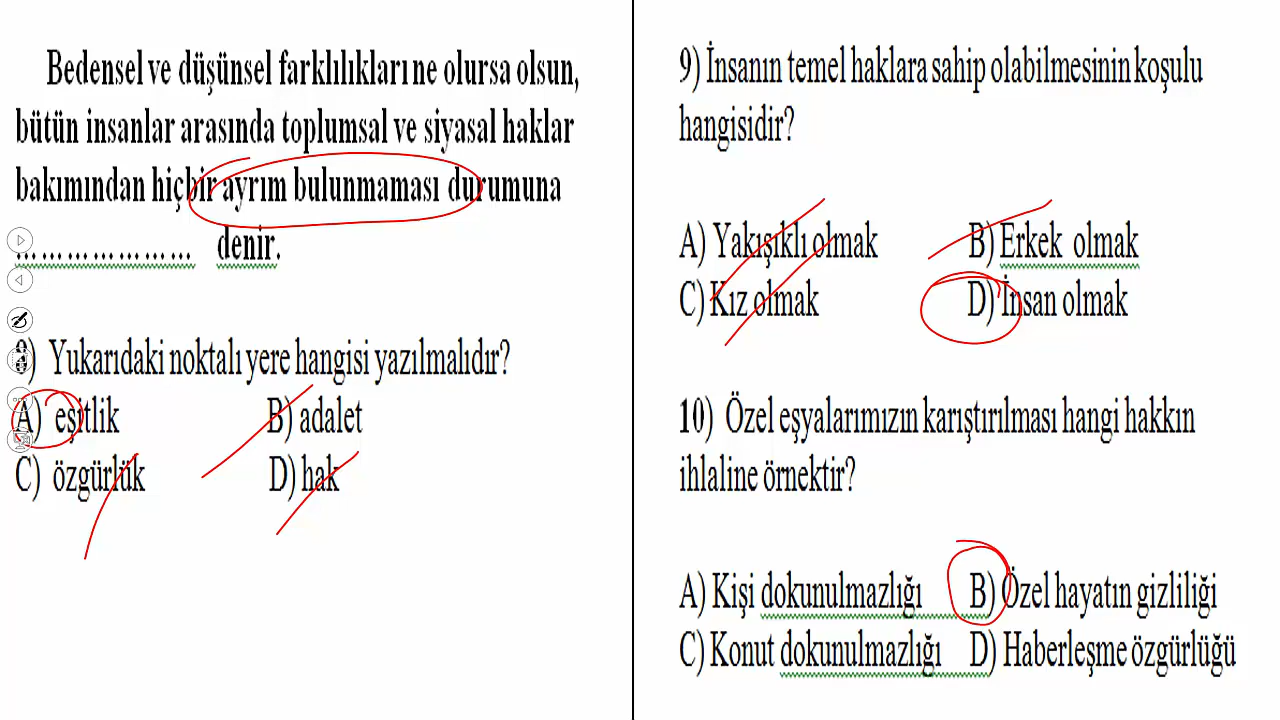 Bedensel ve düşünsel farklılıkları ne olursa olsun,
bütün insanlar arasında toplumsal ve siyasal haklar
bakımından hiçbir ayrım bulunmaması durumuna
………………… denir.
Yukarıdaki noktalı yere hangisi yazılmalıdır?
A) eşitlik B) adalet
C) özgürlük D) hak
9) İnsanın temel haklara sahip olabilmesinin koşulu
hangisidir?
A) Yakışıklı olmak B) Erkek olmak
C) Kız olmak D) İnsan olmak
10) Özel eşyalarımızın karıştırılması hangi hakkın
ihlaline örnektir?
A) Kişi dokunulmazlığı B) Özel hayatın gizliliği
C) Konut dokunulmazlığı D) Haberleşme özgürlüğü